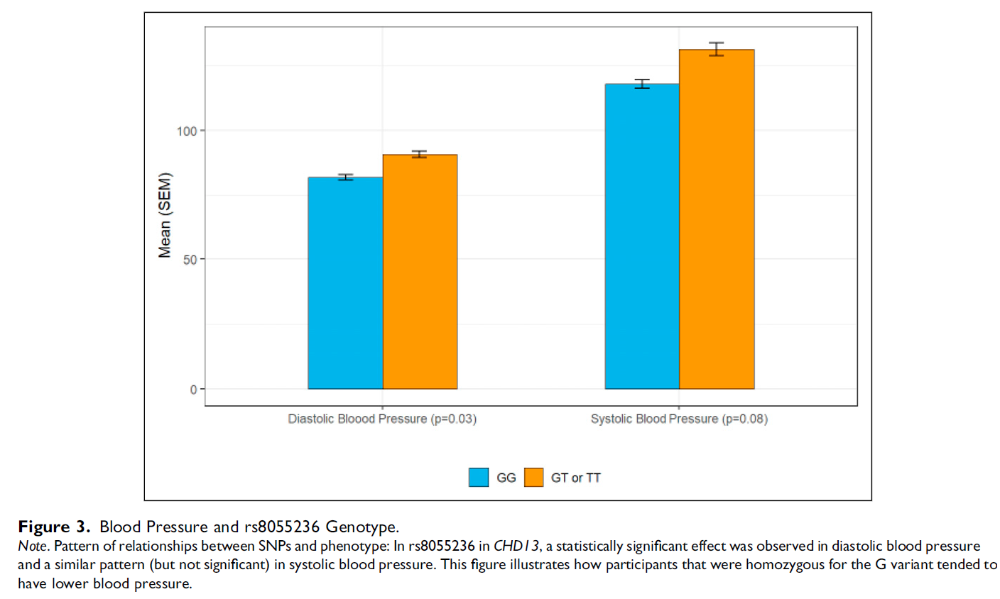 Mean (SEM)
100
50
0
Diastolic Bloood Pressure (p=0.03)
Systolic Blood Pressure (p=0.08)
GG
GT or TT
Figure 3. Blood Pressure and rs8055236 Genotype.
Note. Pattern of relationships between SNPs and phenotype: In rs8055236 in CHD13, a statistically significant effect was observed in diastolic blood pressure
and a similar pattern (but not significant) in systolic blood pressure. This figure illustrates how participants that were homozygous for the G variant tended to
have lower blood pressure.